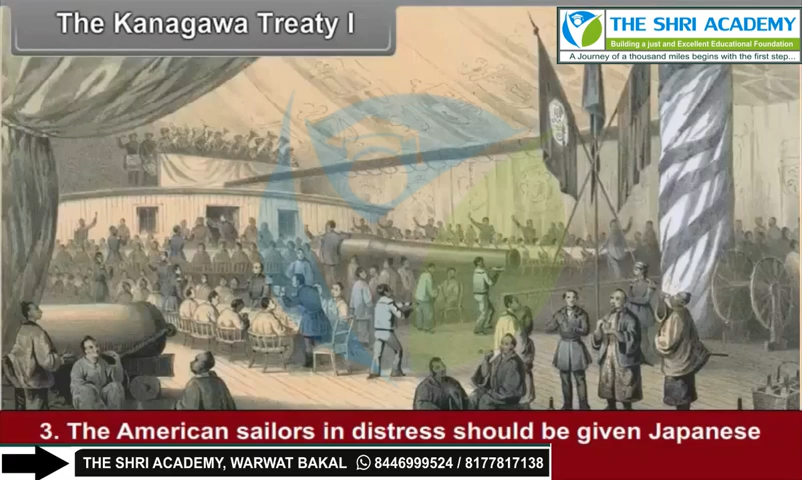 The Kanagawa Treaty I
THE SHRI ACADEMY
Building a just and Excellent Educational Foundation
A Journey of a thousand miles begins with the first step...
3. The American sailors in distress should be given Japanese
THE SHRI ACADEMY, WARWAT BAKAL 8446999524 / 8177817138